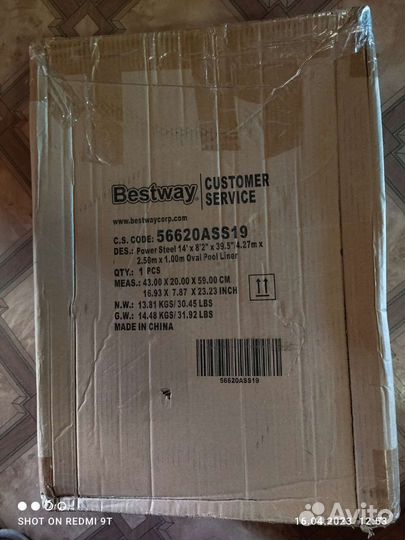 Bestway® CUSTOMER SERVICE
www.bestwaycorp.com
C.S. CODE: 56620ASS19
DES.: Power Steel 14' x 8'2" x 39.5"/4.27m x
2.50m x 1.00m Oval Pool Liner
QTY.: 1 PCS
MEAS.: 43.00 X 20.00 X 59.00 CM
16.93 X 7.87 X 23.23 INCH
N.W.: 13.81 KGS/ 30.45 LBS
G.W.: 14.48 KGS/ 31.92 LBS
MADE IN CHINA
56620ASS19
SHOT ON REDMI 9T
16.04.2023 12:53
Avito